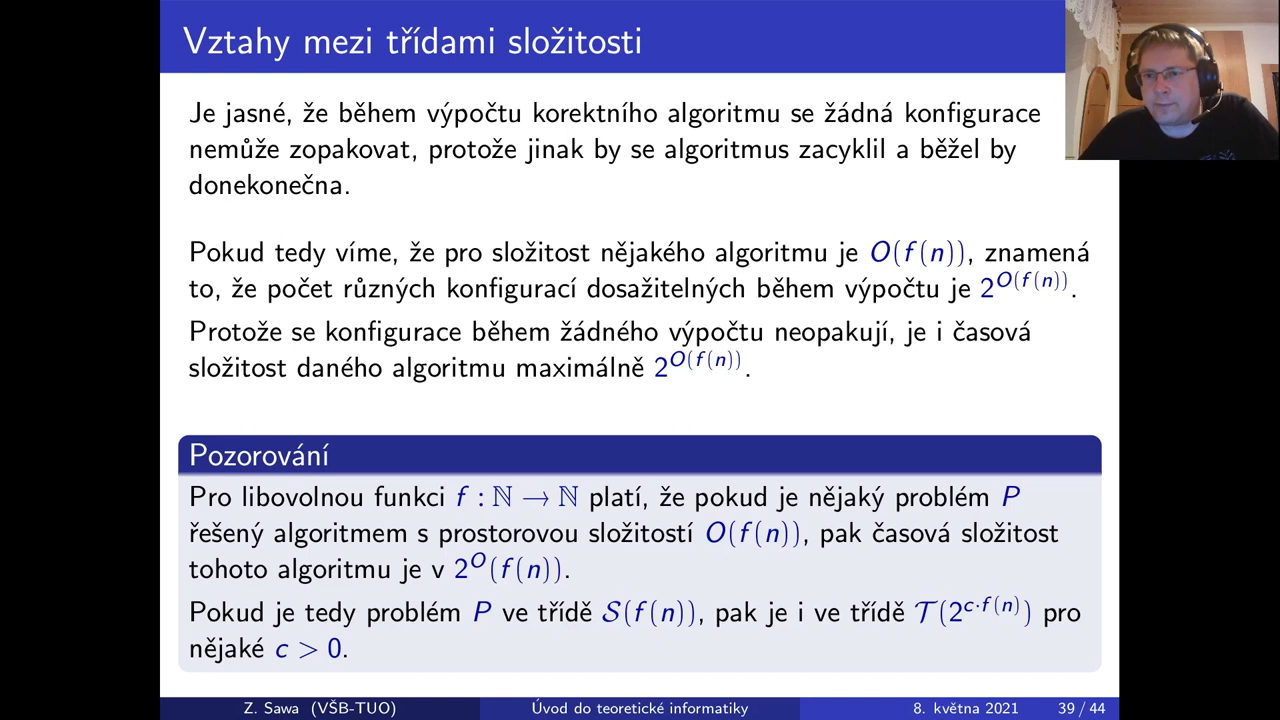 Vztahy mezi třídami složitosti
Je jasné, že během výpočtu korektního algoritmu se žádná konfigurace
nemůže zopakovat, protože jinak by se algoritmus zacyklil a běžel by
donekonečna.
Pokud tedy víme, že pro složitost nějakého algoritmu je O(f(n)), znamená
to, že počet různých konfigurací dosažitelných během výpočtu je 2^{O(f(n))}.
Protože se konfigurace během žádného výpočtu neopakují, je i časová
složitost daného algoritmu maximálně 2^{O(f(n))}.
Pozorování
Pro libovolnou funkci f : ℕ → ℕ platí, že pokud je nějaký problém P
řešený algoritmem s prostorovou složitostí O(f(n)), pak časová složitost
tohoto algoritmu je v 2^{O}(f(n)).
Pokud je tedy problém P ve třídě 𝒮(f(n)), pak je i ve třídě 𝒯(2^{c·f(n)}) pro
nějaké c > 0.
Z. Sawa (VŠB-TUO) Úvod do teoretické informatiky 8. května 2021 39 / 44